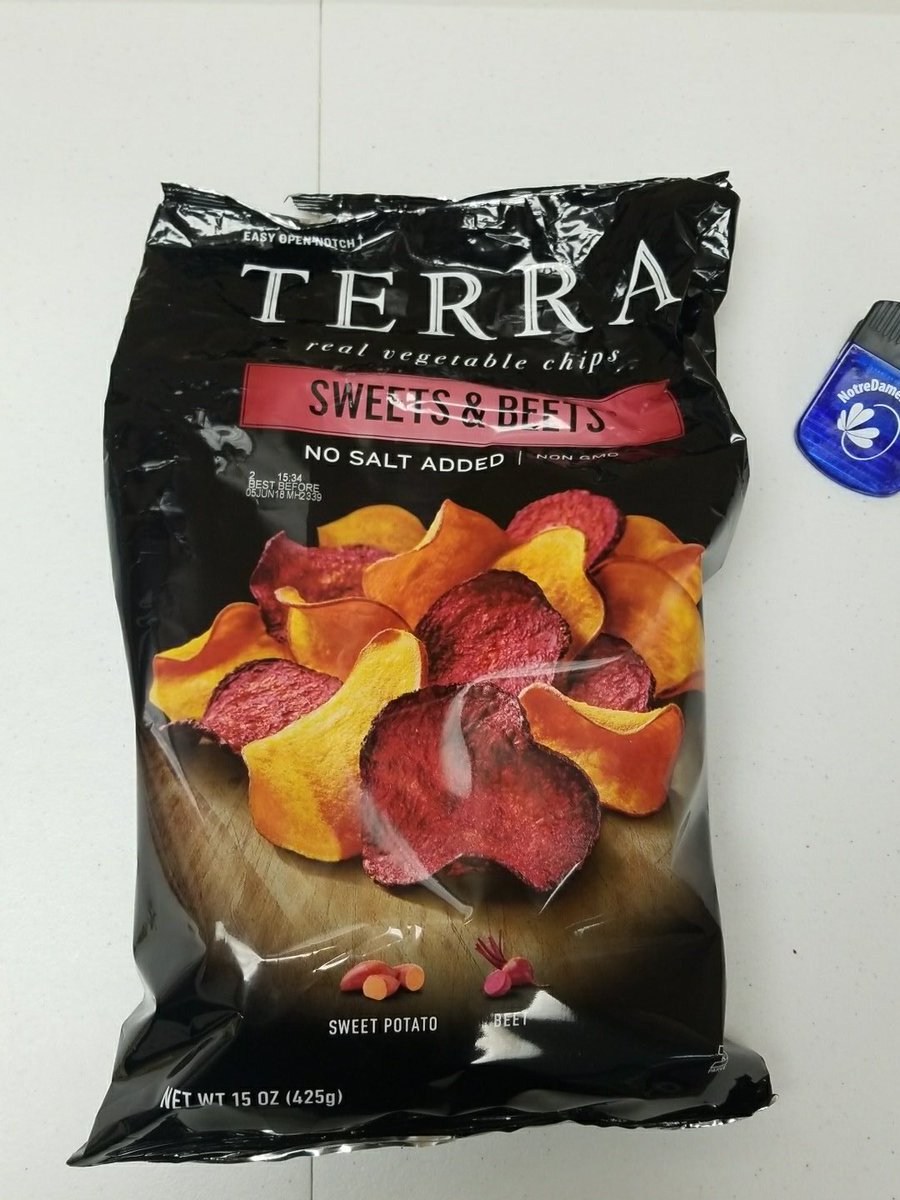 EASY OPEN NOTCH
TERRA
real vegetable chips
SWEETS & BEETS
NO SALT ADDED | NON GMO
2 15:34
BEST BEFORE
05JUN18 MH2339
NotreDame
SWEET POTATO
BEET
NET WT 15 OZ (425g)